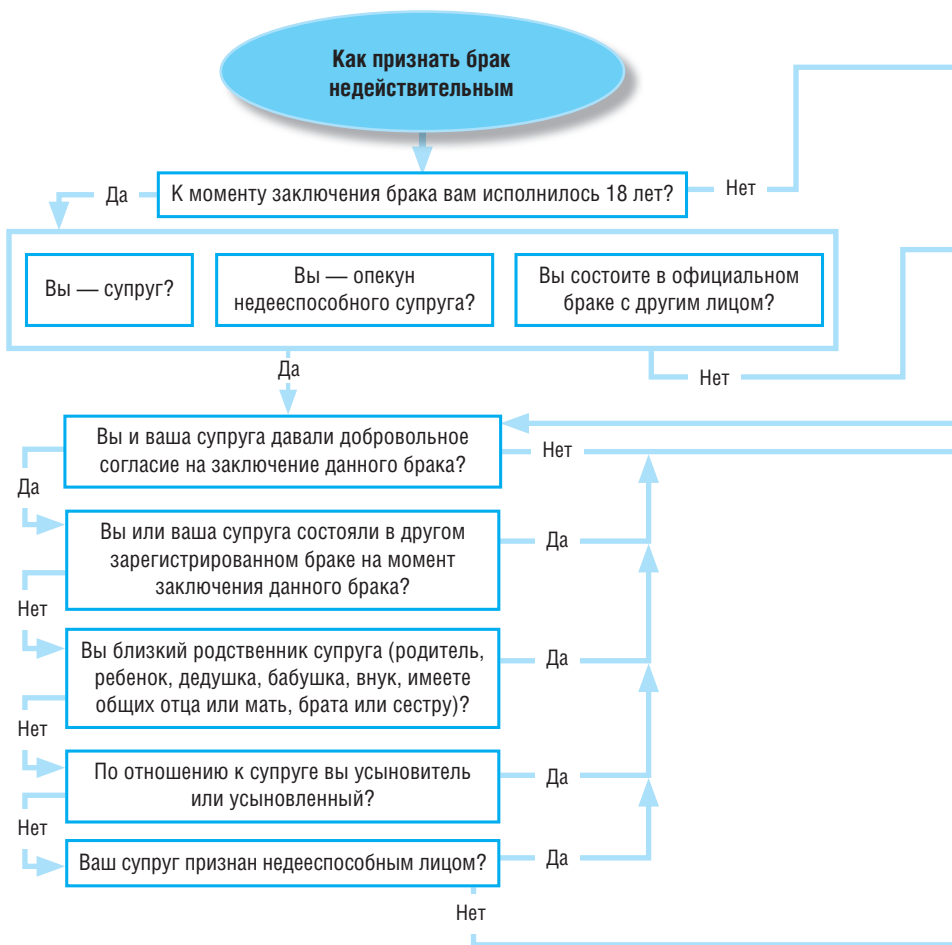 Как признать брак
недействительным
К моменту заключения брака вам исполнилось 18 лет?
Да
Нет
Вы — супруг?
Вы — опекун
недееспособного супруга?
Вы состоите в официальном
браке с другим лицом?
Да
Нет
Вы и ваша супруга давали добровольное
согласие на заключение данного брака?
Нет
Да
Вы или ваша супруга состояли в другом
зарегистрированном браке на момент
заключения данного брака?
Да
Нет
Вы близкий родственник супруга (родитель,
ребенок, дедушка, бабушка, внук, имеете
общих отца или мать, брата или сестру)?
Да
Нет
По отношению к супруге вы усыновитель
или усыновленный?
Да
Нет
Ваш супруг признан недееспособным лицом?
Да
Нет